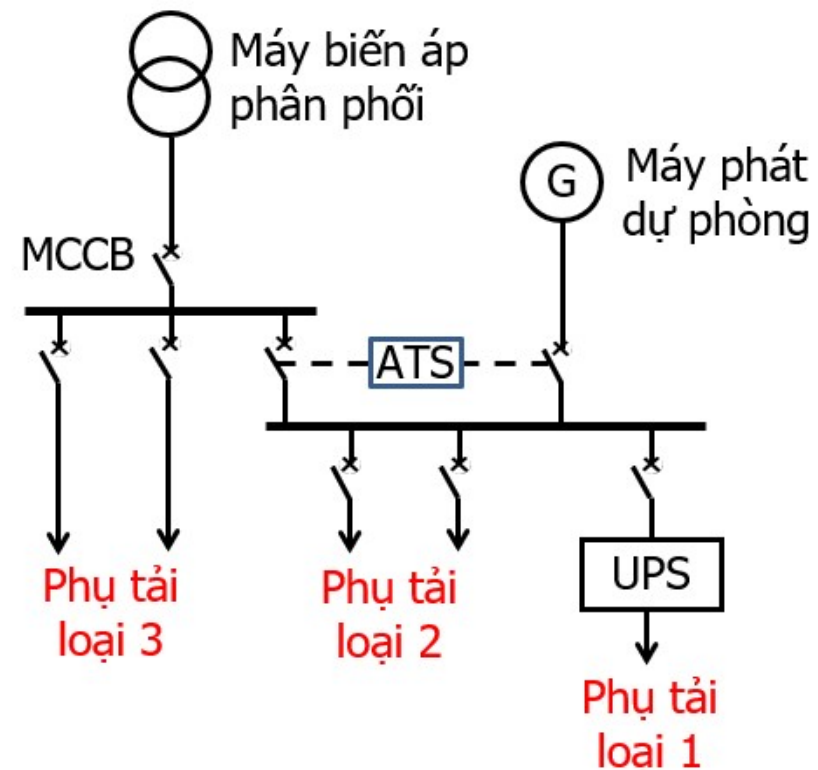 Máy biến áp
phân phối
G
Máy phát
dự phòng
MCCB
ATS
UPS
Phụ tải
loại 3
Phụ tải
loại 2
Phụ tải
loại 1